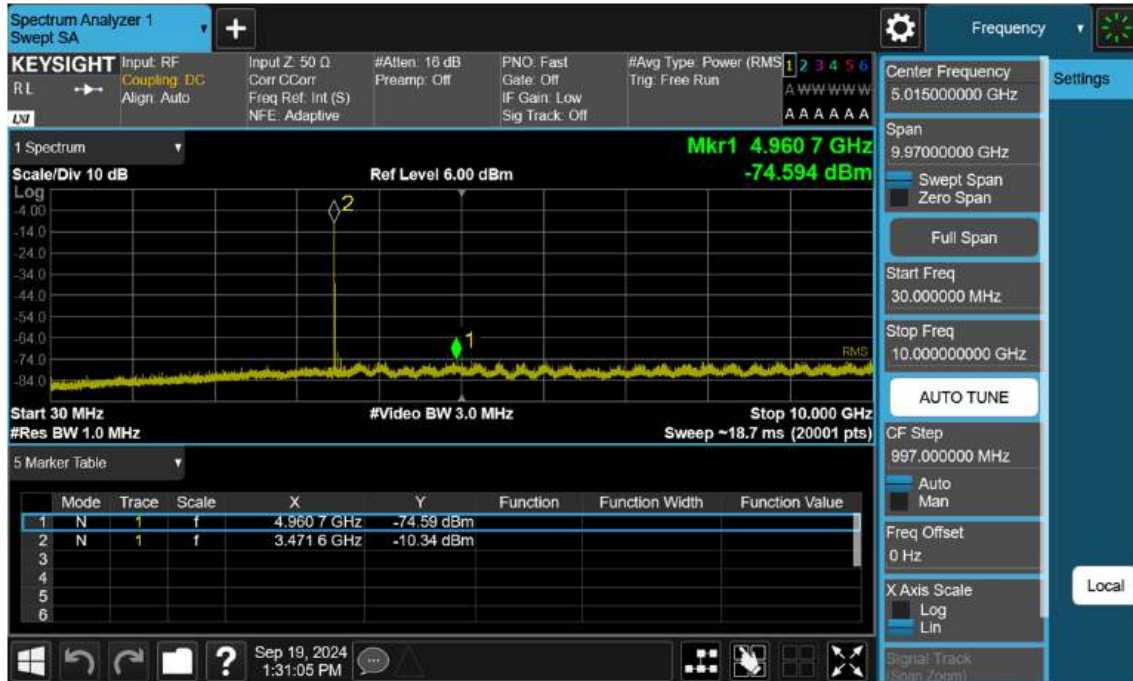 Spectrum Analyzer 1
Swept SA
+
Frequency
KEYSIGHT
RL
LXI
Input: RF
Coupling: DC
Align: Auto
Input Z: 50 Ω
Corr CCorr
Freq Ref: Int (S)
NFE: Adaptive
#Atten: 16 dB
Preamp: Off
PNO: Fast
Gate: Off
IF Gain: Low
Sig Track: Off
#Avg Type: Power (RMS
Trig: Free Run
1 2 3 4 5 6
A W W W W W
A A A A A A
1 Spectrum
Scale/Div 10 dB
Ref Level 6.00 dBm
Mkr1 4.960 7 GHz
-74.594 dBm
Log
-4.00
-14.0
-24.0
-34.0
-44.0
-54.0
-64.0
-74.0
-84.0
2
1
RMS
Start 30 MHz
#Video BW 3.0 MHz
Stop 10.000 GHz
#Res BW 1.0 MHz
Sweep ~18.7 ms (20001 pts)
5 Marker Table
Mode Trace Scale X Y Function Function Width Function Value
1 N 1 f 4.960 7 GHz -74.59 dBm
2 N 1 f 3.471 6 GHz -10.34 dBm
3
4
5
6
?
Sep 19, 2024
1:31:05 PM
Center Frequency
5.015000000 GHz
Span
9.97000000 GHz
Swept Span
Zero Span
Full Span
Start Freq
30.000000 MHz
Stop Freq
10.000000000 GHz
AUTO TUNE
CF Step
997.000000 MHz
Auto
Man
Freq Offset
0 Hz
X Axis Scale
Log
Lin
Signal Track
(Span Zoom)
Settings
Local